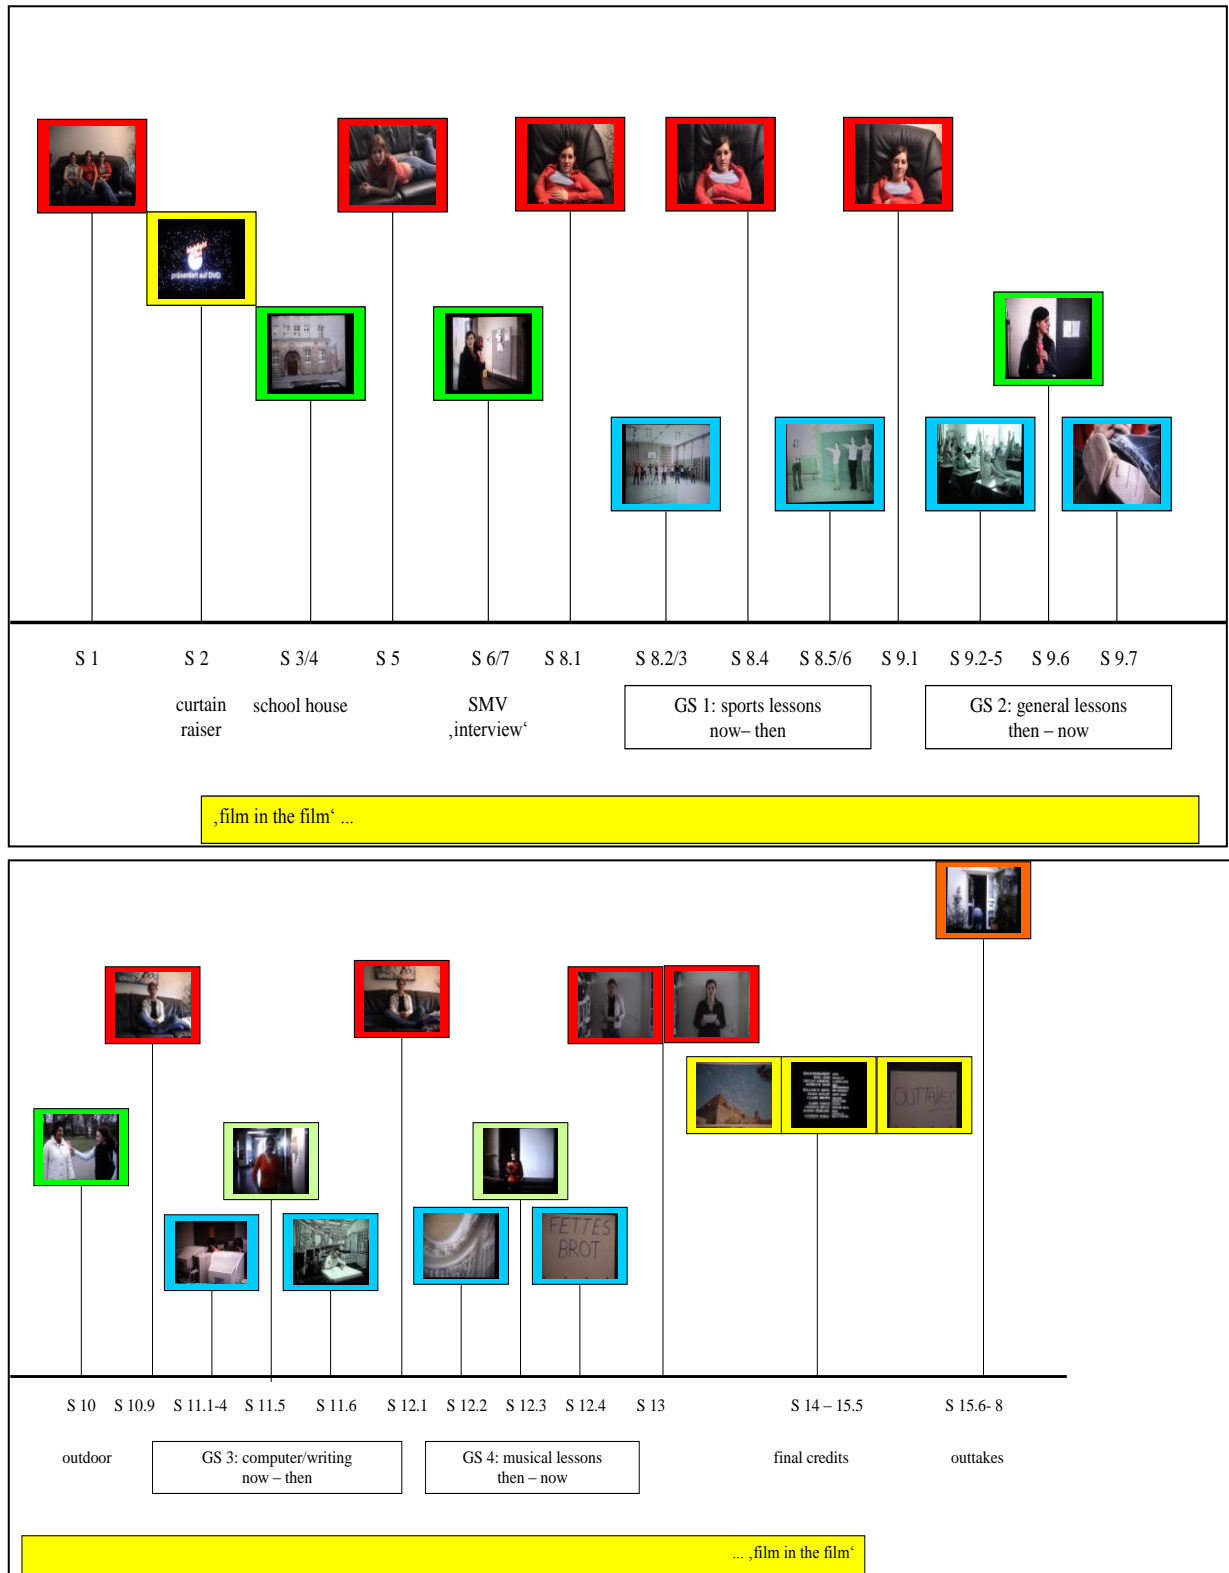 präsentiert auf DVD
S 1
S 2
S 3/4
S 5
S 6/7
S 8.1
S 8.2/3
S 8.4
S 8.5/6
S 9.1
S 9.2-5
S 9.6
S 9.7
curtain
raiser
school house
SMV
‚interview‘
GS 1: sports lessons
now– then
GS 2: general lessons
then – now
‚film in the film‘ ...
OUTTAKES
FETTES
BROT
S 10
S 10.9
S 11.1-4
S 11.5
S 11.6
S 12.1
S 12.2
S 12.3
S 12.4
S 13
S 14 – 15.5
S 15.6- 8
outdoor
GS 3: computer/writing
now – then
GS 4: musical lessons
then – now
final credits
outtakes
... ‚film in the film‘